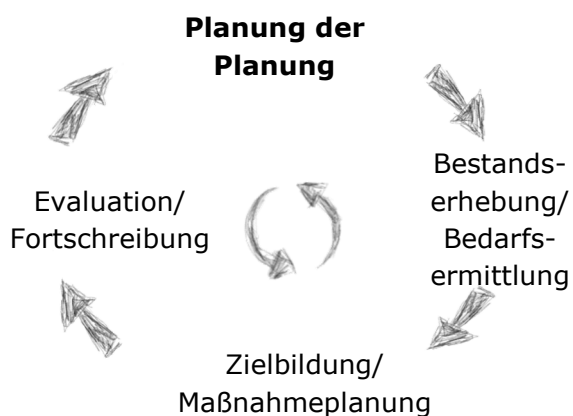 Planung der
Planung
Bestands-
erhebung/
Bedarfs-
ermittlung
Evaluation/
Fortschreibung
Zielbildung/
Maßnahmeplanung